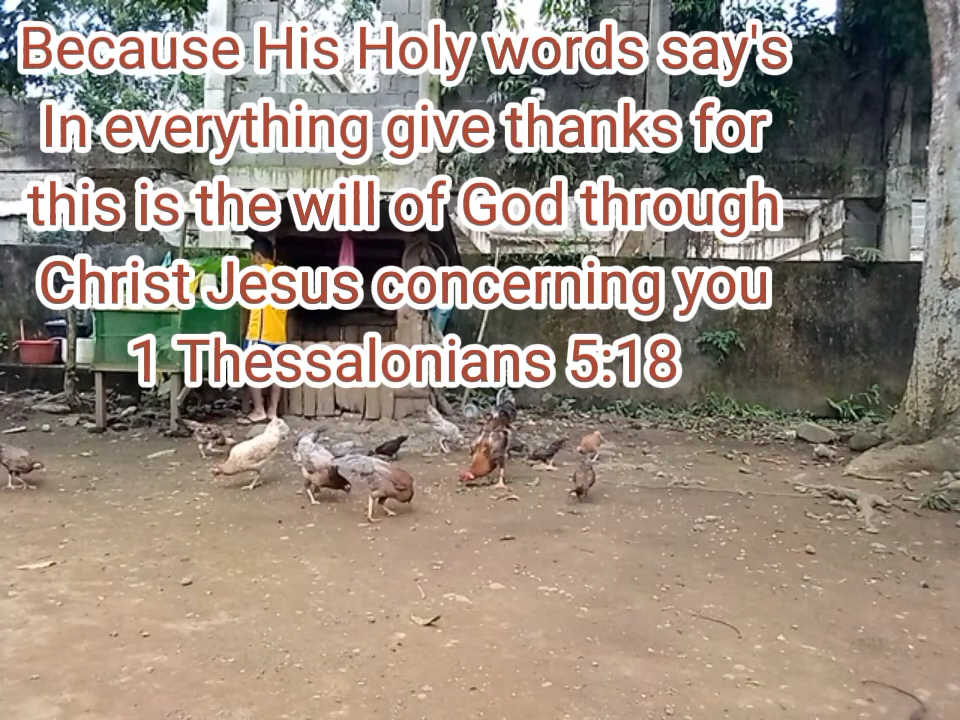 Because His Holy words say's
In everything give thanks for
this is the will of God through
Christ Jesus concerning you
1 Thessalonians 5:18